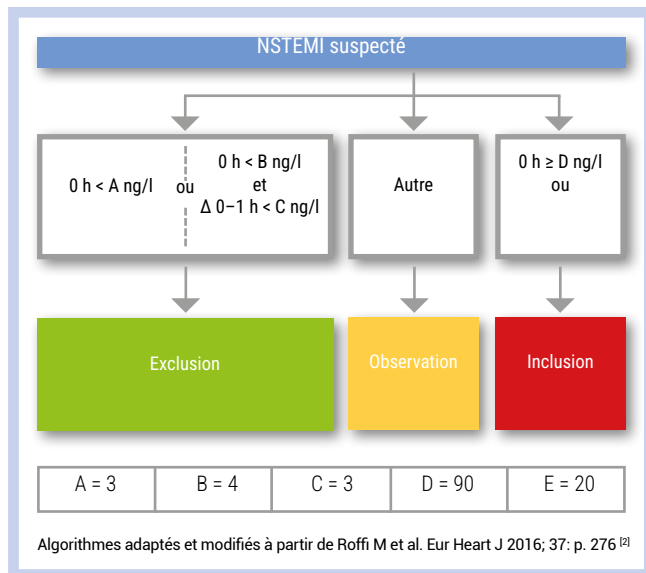 NSTEMI suspecté
0 h < A ng/l
ou
0 h < B ng/l
et
Δ 0–1 h < C ng/l
Autre
0 h ≥ D ng/l
ou
Exclusion
Observation
Inclusion
A = 3
B = 4
C = 3
D = 90
E = 20
Algorithmes adaptés et modifiés à partir de Roffi M et al. Eur Heart J 2016; 37: p. 276 [2]